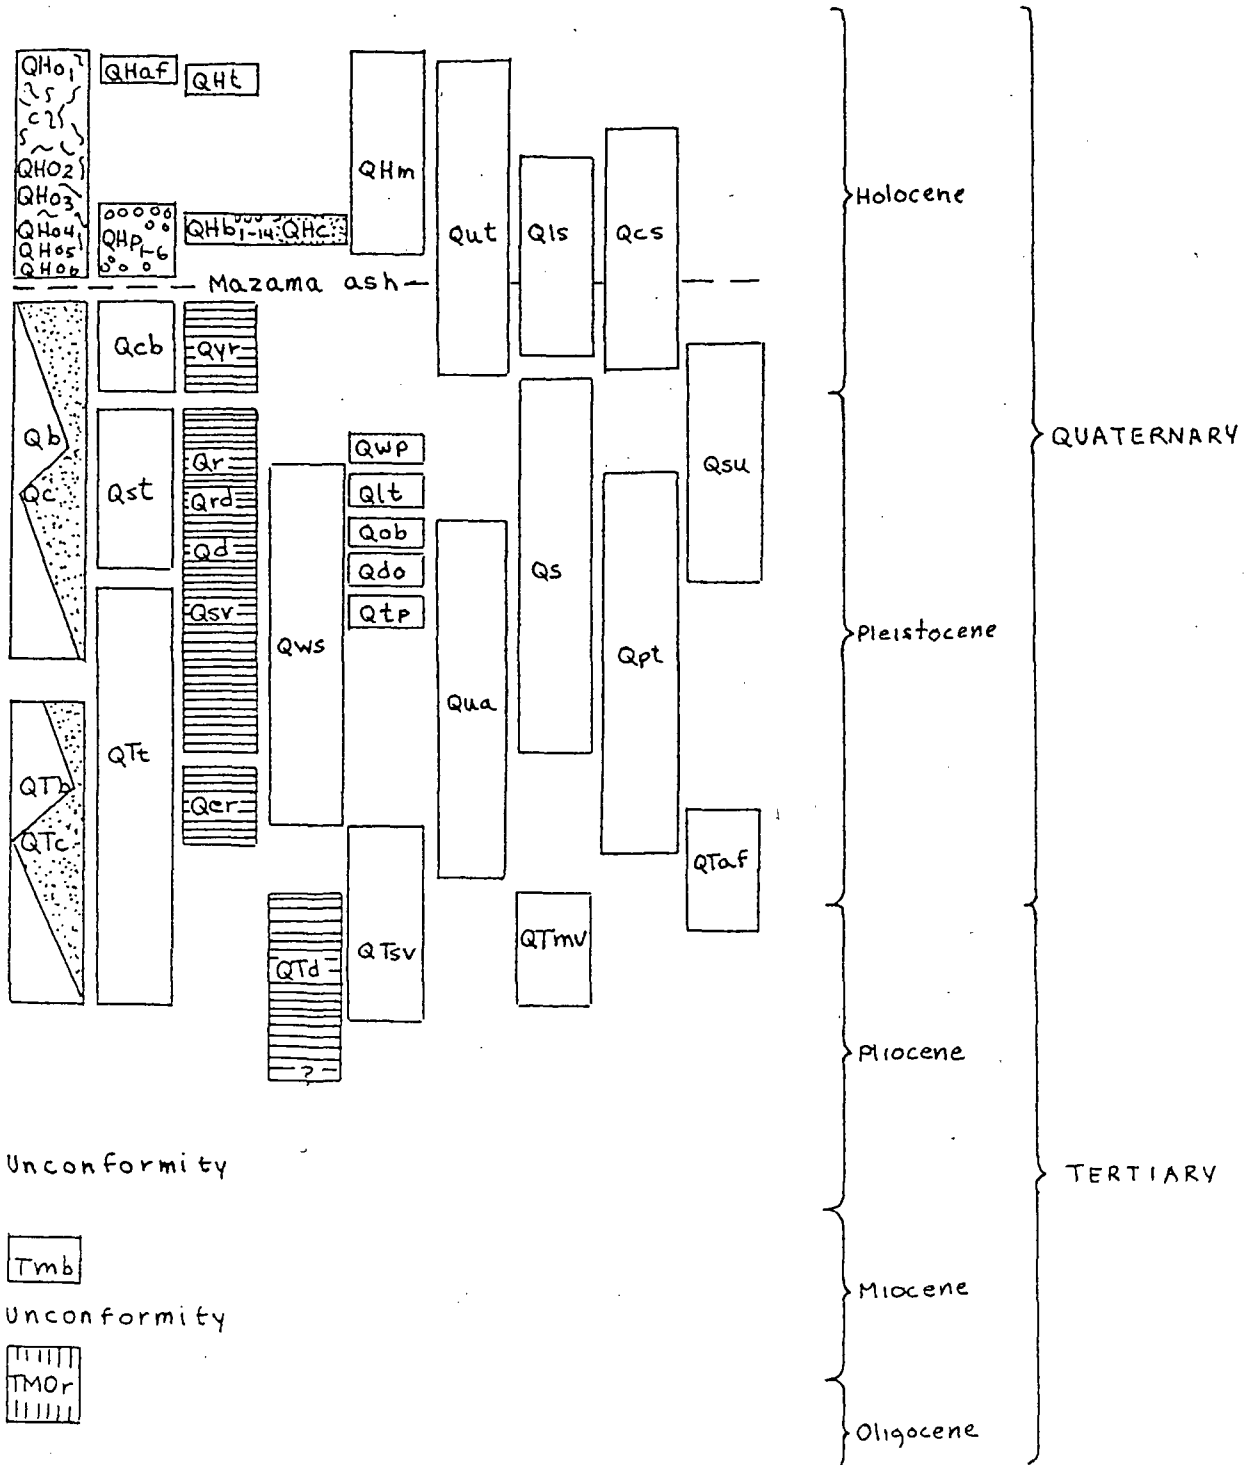 QHo1
QHaf
QHt
QHm
QHo2
QHo3
QHo4
QHo5
QHo6
QHp1-6
QHb1-14 QHc
Qut
Qls
Qcs
Holocene
Mazama ash
Qcb
Qyr
Qb
Qc
Qst
Qr
Qrd
Qd
Qsv
Qws
Qwp
Qlt
Qob
Qdo
Qtp
Qua
Qs
Qpt
Qsu
Pleistocene
QUATERNARY
QTb
QTc
QTt
Qer
QTd
?
QTsv
QTmv
QTaf
Pliocene
Unconformity
TERTIARY
Tmb
Miocene
Unconformity
TMOr
Oligocene